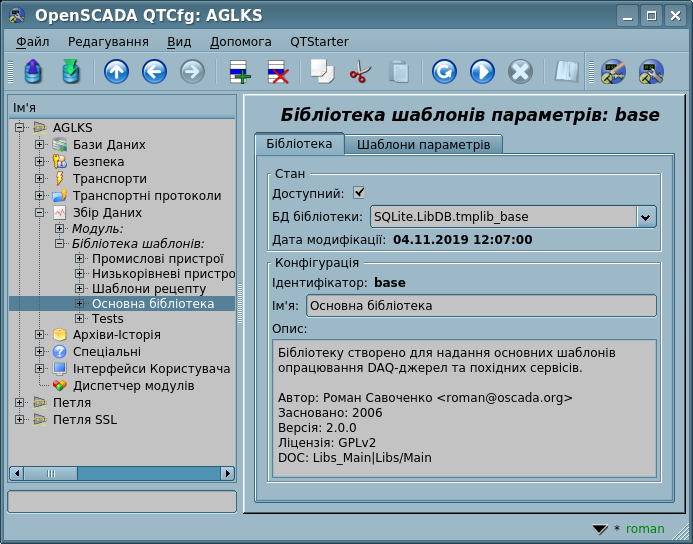 OpenSCADA QTCfg: AGLKS
Файл Редагування Вид Допомога QTStarter
Ім'я
AGLKS
Бази Даних
Безпека
Транспорти
Транспортні протоколи
Збір Даних
Модуль:
Бібліотека шаблонів:
Промислові пристрої
Низькорівневі пристро
Шаблони рецепту
Основна бібліотека
Tests
Архіви-Історія
Спеціальні
Інтерфейси Користувача
Диспетчер модулів
Петля
Петля SSL
Бібліотека шаблонів параметрів: base
Бібліотека Шаблони параметрів
Стан
Доступний:
БД бібліотеки: SQLite.LibDB.tmplib_base
Дата модифікації: 04.11.2019 12:07:00
Конфігурація
Ідентифікатор: base
Ім'я: Основна бібліотека
Опис:
Бібліотеку створено для надання основних шаблонів
опрацювання DAQ-джерел та похідних сервісів.
Автор: Роман Савоченко <roman@oscada.org>
Засновано: 2006
Версія: 2.0.0
Ліцензія: GPLv2
DOC: Libs_Main|Libs/Main
* roman